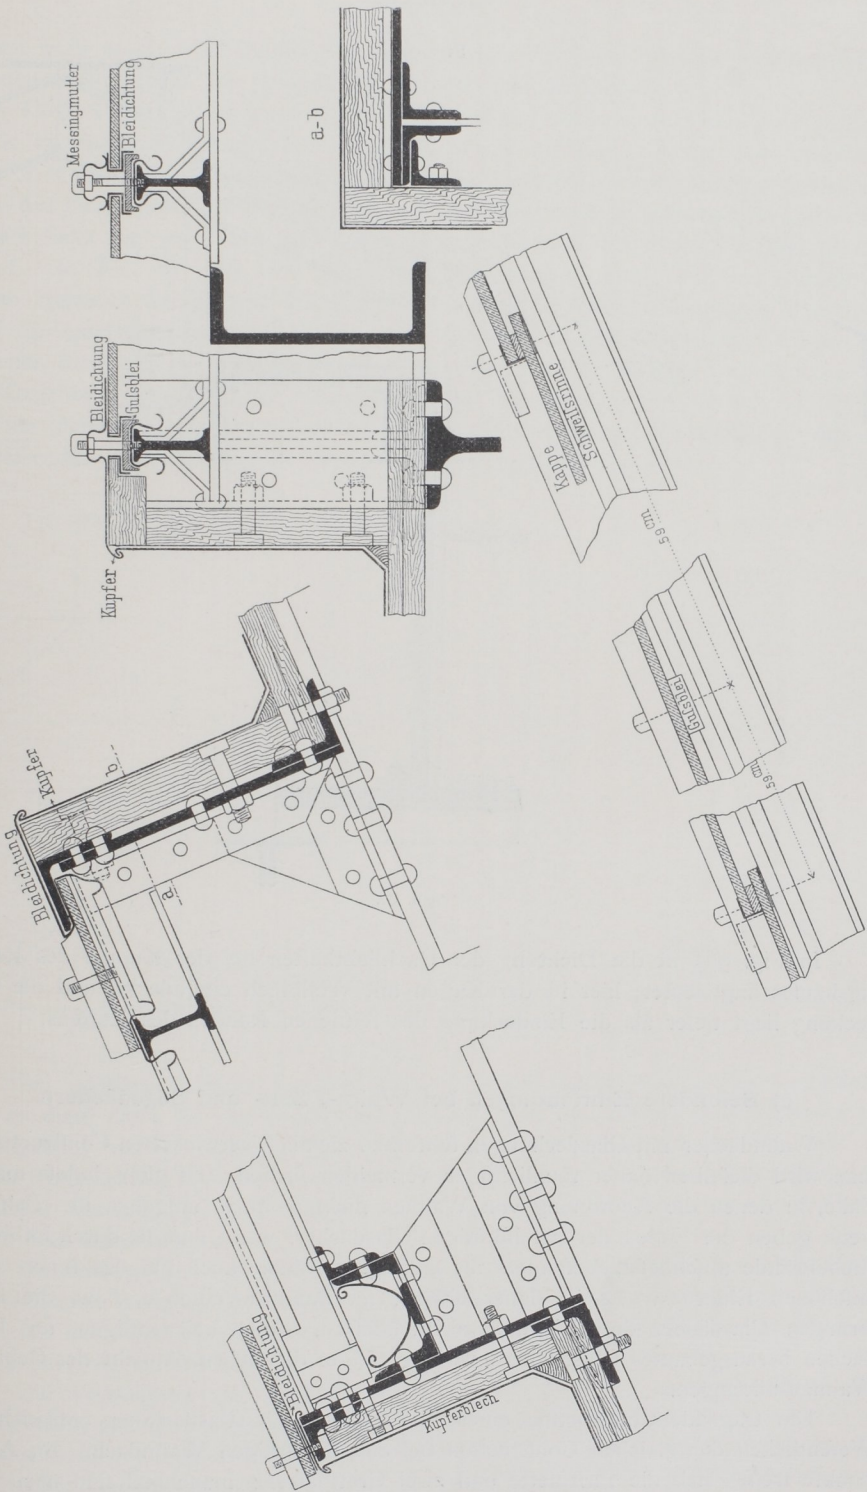 Messingmutter
Bleidichtung
a-b
Bleidichtung
Gußblei
Kupfer
Kappe
Schweißrinne
59 cm.
Gußblei
59 cm.
Bleidichtung
Kupfer
b
a
Bleidichtung
Kupferblech